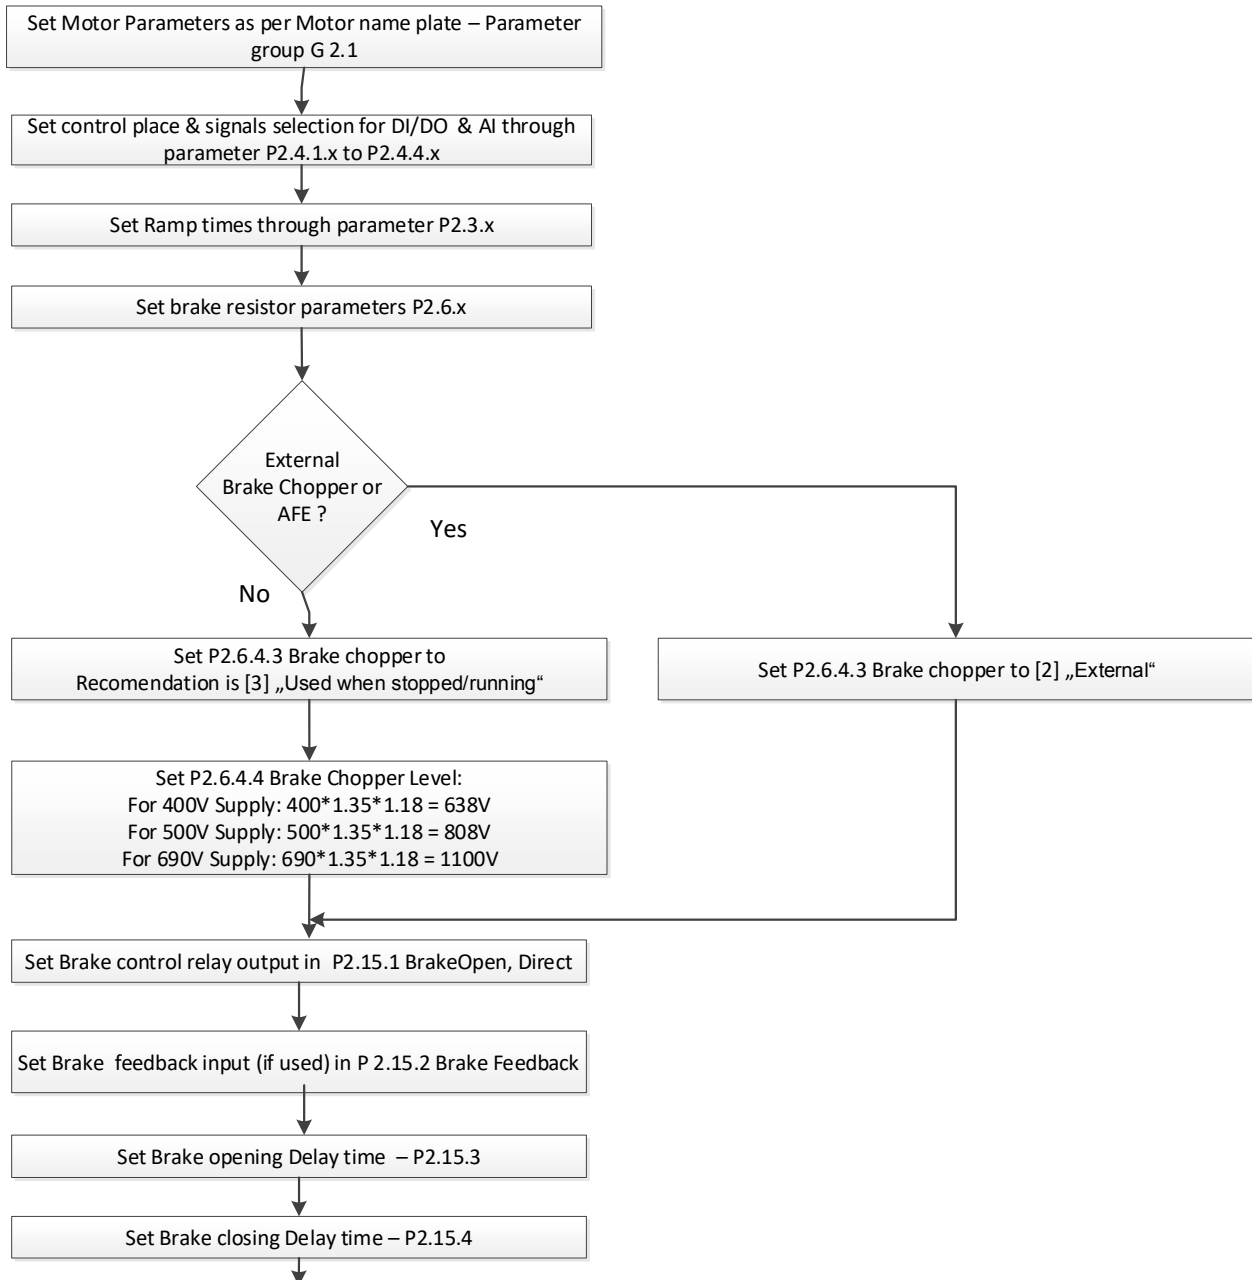 Set Motor Parameters as per Motor name plate – Parameter
group G 2.1
Set control place & signals selection for DI/DO & AI through
parameter P2.4.1.x to P2.4.4.x
Set Ramp times through parameter P2.3.x
Set brake resistor parameters P2.6.x
External
Brake Chopper or
AFE ?
Yes
No
Set P2.6.4.3 Brake chopper to
Recomendation is [3] „Used when stopped/running“
Set P2.6.4.3 Brake chopper to [2] „External“
Set P2.6.4.4 Brake Chopper Level:
For 400V Supply: 400*1.35*1.18 = 638V
For 500V Supply: 500*1.35*1.18 = 808V
For 690V Supply: 690*1.35*1.18 = 1100V
Set Brake control relay output in P2.15.1 BrakeOpen, Direct
Set Brake feedback input (if used) in P 2.15.2 Brake Feedback
Set Brake opening Delay time – P2.15.3
Set Brake closing Delay time – P2.15.4